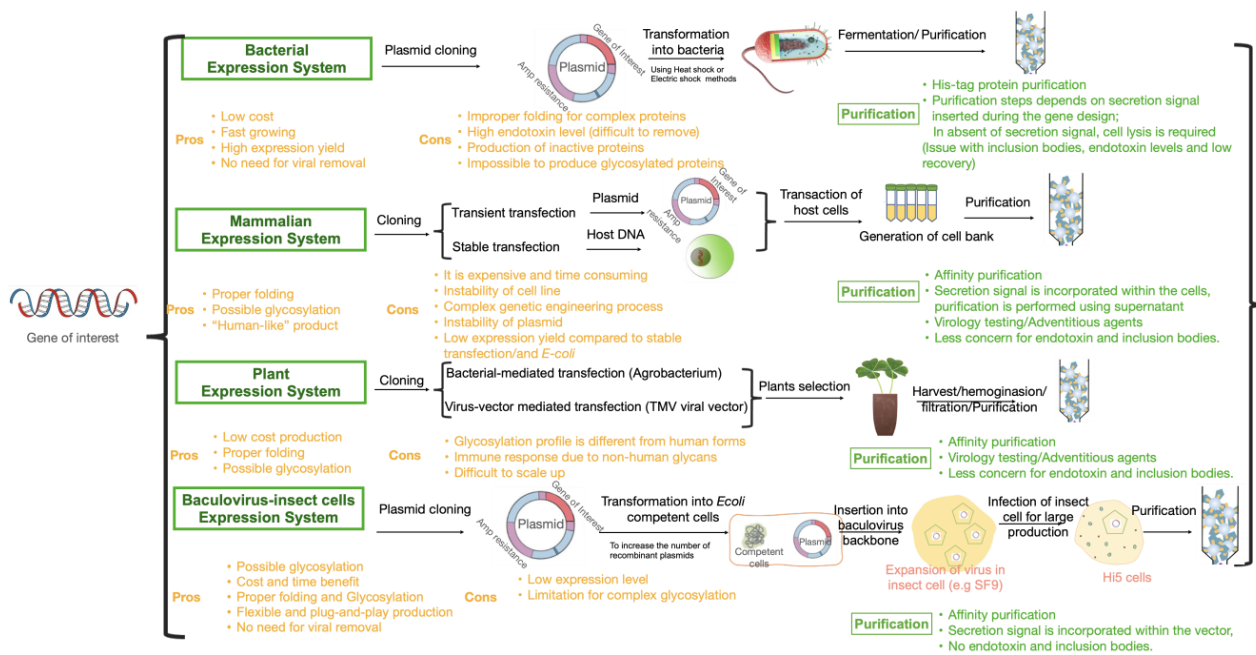 Gene of interest
Bacterial
Expression System
Plasmid cloning
Plasmid
Gene of Interest
Amp resistance
Transformation
into bacteria
Using Heat shock or
Electric shock methods
Fermentation/ Purification
Pros
• Low cost
• Fast growing
• High expression yield
• No need for viral removal
Cons
• Improper folding for complex proteins
• High endotoxin level (difficult to remove)
• Production of inactive proteins
• Impossible to produce glycosylated proteins
Purification
• His-tag protein purification
• Purification steps depends on secretion signal
inserted during the gene design;
In absent of secretion signal, cell lysis is required
(Issue with inclusion bodies, endotoxin levels and low
recovery)
Mammalian
Expression System
Cloning
Transient transfection
Stable transfection
Plasmid
Host DNA
Plasmid
Gene of
Interest
Amp
resistance
Transaction of
host cells
Generation of cell bank
Purification
Pros
• Proper folding
• Possible glycosylation
• “Human-like” product
Cons
• It is expensive and time consuming
• Instability of cell line
• Complex genetic engineering process
• Instability of plasmid
• Low expression yield compared to stable
transfection/and E-coli
Purification
• Affinity purification
• Secretion signal is incorporated within the cells,
purification is performed using supernatant
• Virology testing/Adventitious agents
• Less concern for endotoxin and inclusion bodies.
Plant
Expression System
Cloning
Bacterial-mediated transfection (Agrobacterium)
Virus-vector mediated transfection (TMV viral vector)
Plants selection
Harvest/hemoginasion/
filtration/Purification
Pros
• Low cost production
• Proper folding
• Possible glycosylation
Cons
• Glycosylation profile is different from human forms
• Immune response due to non-human glycans
• Difficult to scale up
Purification
• Affinity purification
• Virology testing/Adventitious Agents
• Less concern for endotoxin and inclusion bodies.
Baculovirus-insect cells
Expression System
Plasmid cloning
Plasmid
Gene of Interest
Amp resistance
Transformation into Ecoli
competent cells
To increase the number of
recombinant plasmids
Competent
cells
Plasmid
Insertion into
baculovirus
backbone
Expansion of virus in
insect cell (e.g SF9)
Infection of insect
cell for large
production
Hi5 cells
Purification
Pros
• Possible glycosylation
• Cost and time benefit
• Proper folding and Glycosylation
• Flexible and plug-and-play production
• No need for viral removal
Cons
• Low expression level
• Limitation for complex glycosylation
Purification
• Affinity purification
• Secretion signal is incorporated within the vector,
• No endotoxin and inclusion bodies.